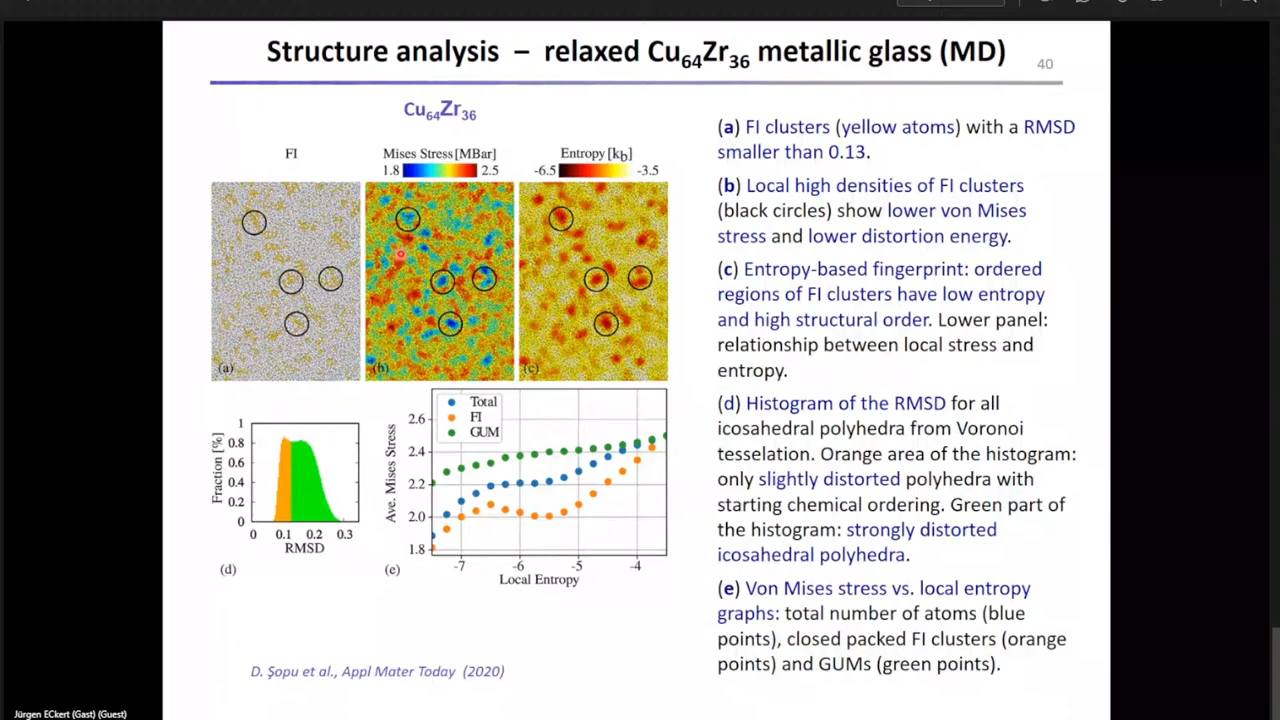 Structure analysis – relaxed Cu64Zr36 metallic glass (MD)
40
Cu64Zr36
FI
Mises Stress[MBar]
1.8
2.5
Entropy [kb]
-6.5
-3.5
(a)
(b)
(c)
Fraction [%]
1
0.8
0.6
0.4
0.2
0
0
0.1
0.2
0.3
RMSD
(d)
Ave. Mises Stress
2.6
2.4
2.2
2.0
1.8
Total
FI
GUM
-7
-6
-5
-4
Local Entropy
(e)
(a) FI clusters (yellow atoms) with a RMSD
smaller than 0.13.
(b) Local high densities of FI clusters
(black circles) show lower von Mises
stress and lower distortion energy.
(c) Entropy-based fingerprint: ordered
regions of FI clusters have low entropy
and high structural order. Lower panel:
relationship between local stress and
entropy.
(d) Histogram of the RMSD for all
icosahedral polyhedra from Voronoi
tesselation. Orange area of the histogram:
only slightly distorted polyhedra with
starting chemical ordering. Green part of
the histogram: strongly distorted
icosahedral polyhedra.
(e) Von Mises stress vs. local entropy
graphs: total number of atoms (blue
points), closed packed FI clusters (orange
points) and GUMs (green points).
D. Şopu et al., Appl Mater Today (2020)
Jürgen ECkert (Gast) (Guest)